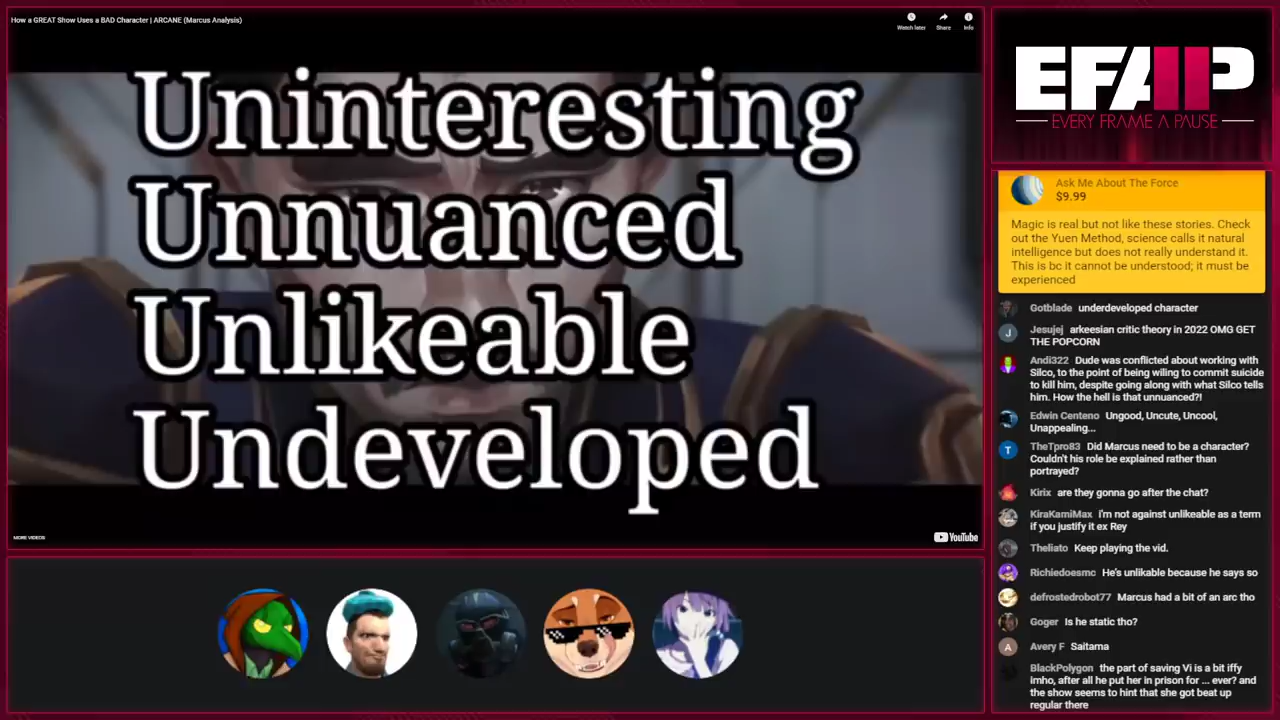 How a GREAT Show Uses a BAD Character | ARCANE (Marcus Analysis)
Watch later
Share
Info
Uninteresting
Unnuanced
Unlikeable
Undeveloped
MORE VIDEOS
YouTube
EFAP
EVERY FRAME A PAUSE
Ask Me About The Force
$9.99
Magic is real but not like these stories. Check
out the Yuen Method, science calls it natural
intelligence but does not really understand it.
This is bc it cannot be understood; it must be
experienced
Gotblade underdeveloped character
Jesujej arkeesian critic theory in 2022 OMG GET
THE POPCORN
Andi322 Dude was conflicted about working with
Silco, to the point of being wiling to commit suicide
to kill him, despite going along with what Silco tells
him. How the hell is that unnuanced?!
Edwin Centeno Ungood, Uncute, Uncool,
Unappealing...
T
TheTpro83 Did Marcus need to be a character?
Couldn't his role be explained rather than
portrayed?
Kirix are they gonna go after the chat?
KiraKamiMax i'm not against unlikeable as a term
if you justify it ex Rey
Theliato Keep playing the vid.
Richiedoesmc He's unlikable because he says so
defrostedrobot77 Marcus had a bit of an arc tho
Goger Is he static tho?
A
Avery F Saitama
BlackPolygon the part of saving Vi is a bit iffy
imho, after all he put her in prison for ... ever? and
the show seems to hint that she got beat up
regular there